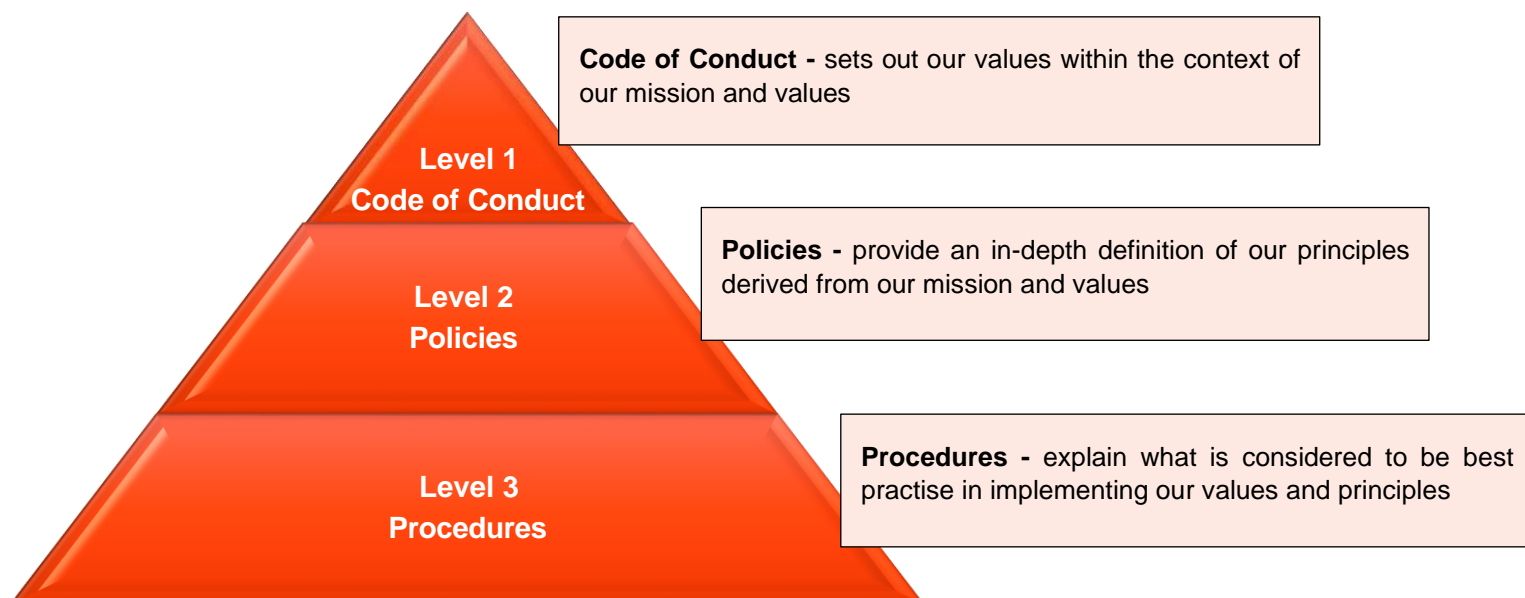 Code of Conduct - sets out our values within the context of
our mission and values
Level 1
Code of Conduct
Policies - provide an in-depth definition of our principles
derived from our mission and values
Level 2
Policies
Procedures - explain what is considered to be best
practise in implementing our values and principles
Level 3
Procedures